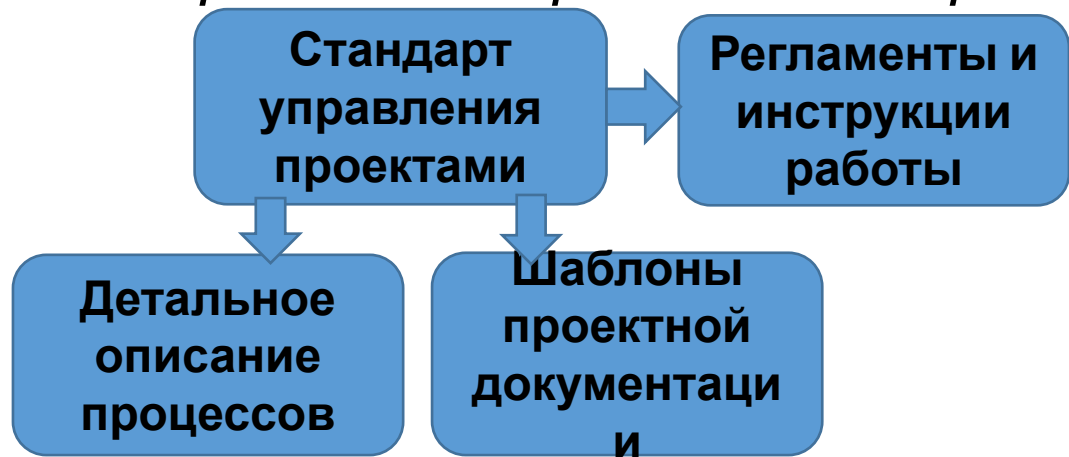 Стандарт
управления
проектами
Регламенты и
инструкции
работы
Детальное
описание
процессов
Шаблоны
проектной
документаци
и